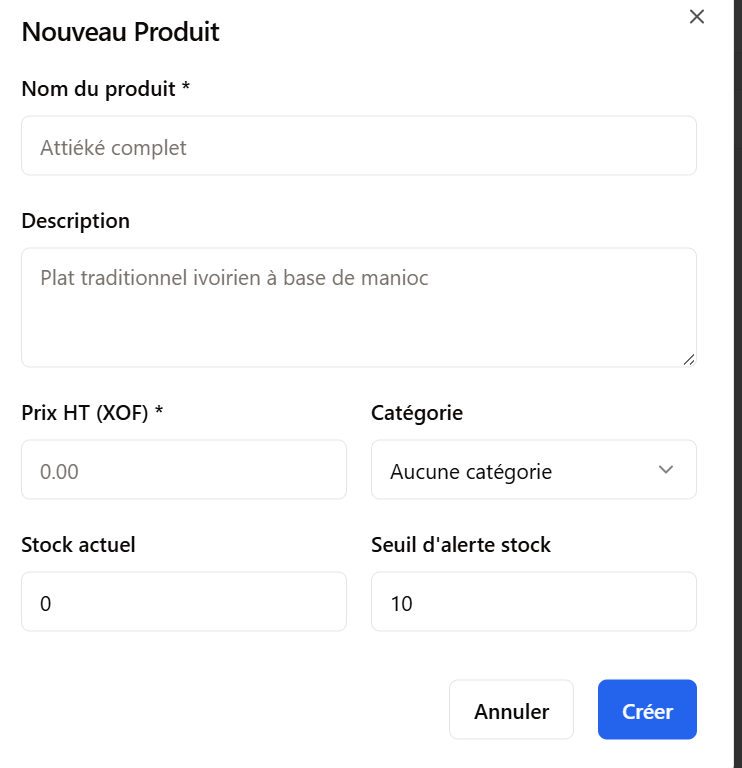 Nouveau Produit
Nom du produit *
Attiéké complet
Description
Plat traditionnel ivoirien à base de manioc
Prix HT (XOF) *
Catégorie
0.00
Aucune catégorie
Stock actuel
Seuil d'alerte stock
0
10
Annuler
Créer